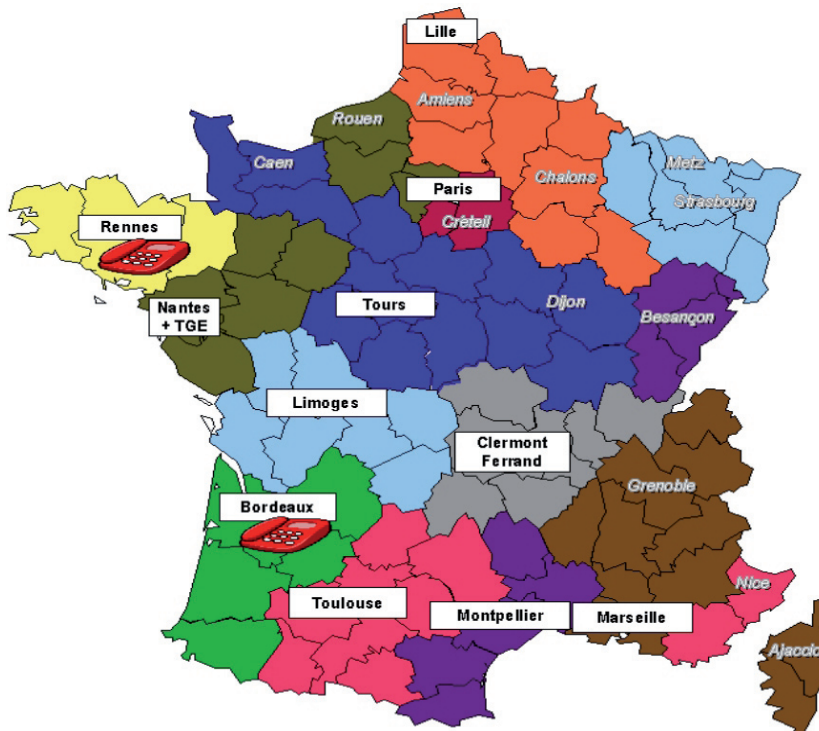 Lille
Amiens
Rouen
Caen
Metz
Paris
Chalons
Strasbourg
Créteil
Rennes
Nantes
+ TGE
Tours
Dijon
Besançon
Limoges
Clermont
Ferrand
Grenoble
Bordeaux
Nice
Toulouse
Montpellier
Marseille
Ajaccio